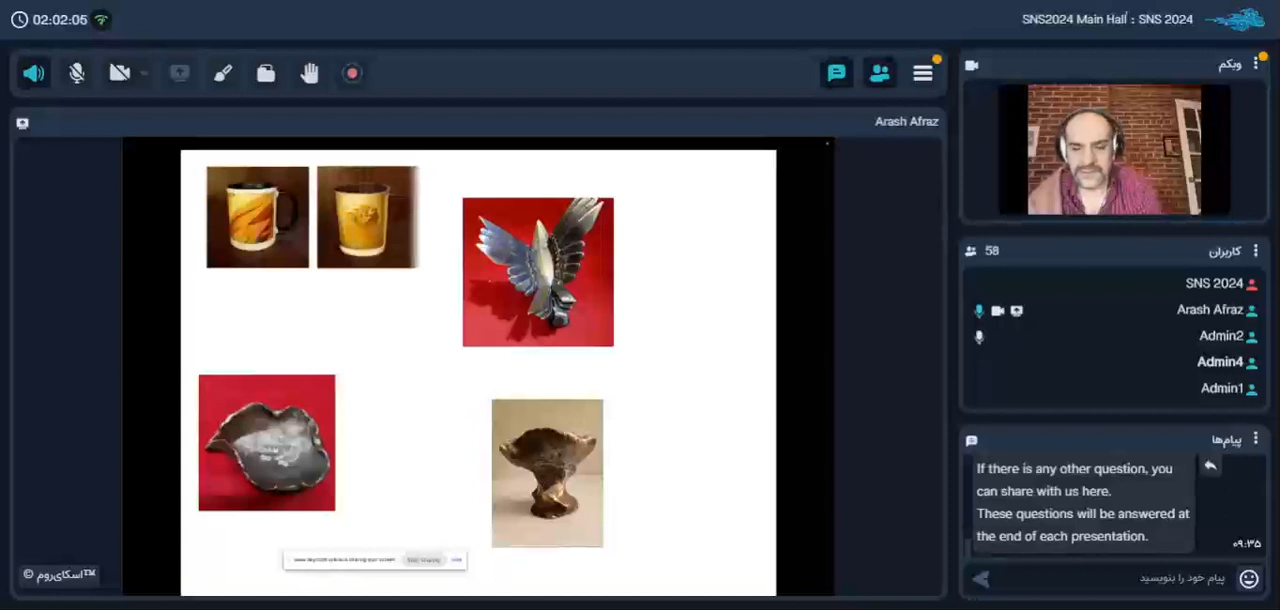 02:02:05
SNS2024 Main Hall : SNS 2024
Arash Afraz
وبکم
58
کاربران
SNS 2024
Arash Afraz
Admin2
Admin4
Admin1
پیام‌ها
If there is any other question, you
can share with us here.
These questions will be answered at
the end of each presentation.
۰۹:۳۵
پیام خود را بنویسید
© اسکای‌روم™